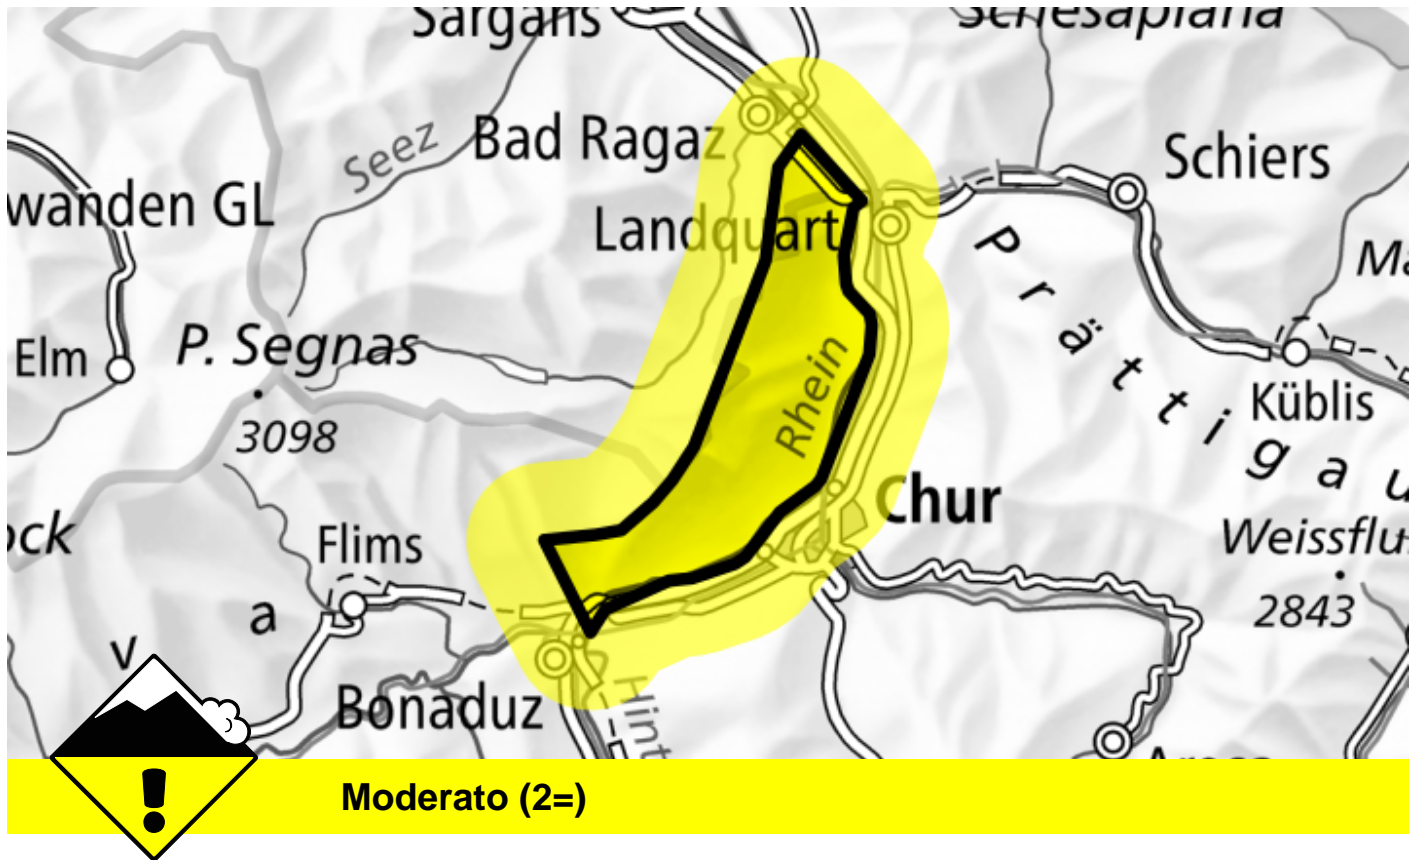 Sargans
Schesaplana
Bad Ragaz
Schiers
Seez
wanden GL
Landquart
Prättigau
P. Segnas
3098
Elm
Rhein
Küblis
Chur
Flims
Weissflu
2843
a
v
Bonaduz
Hint
Moderato (2=)